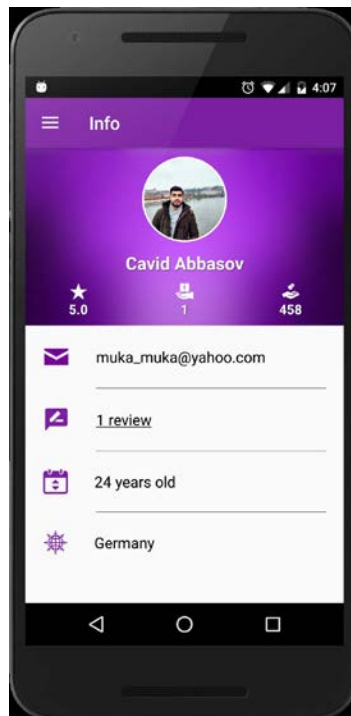 4:07
Info
Cavid Abbasov
5.0
1
458
muka_muka@yahoo.com
1 review
24 years old
Germany